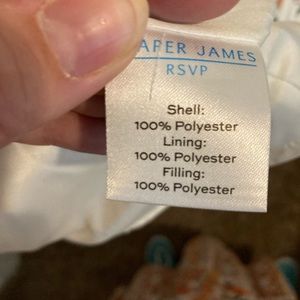 APER JAMES
RSVP
Shell:
100% Polyester
Lining:
100% Polyester
Filling:
100% Polyester